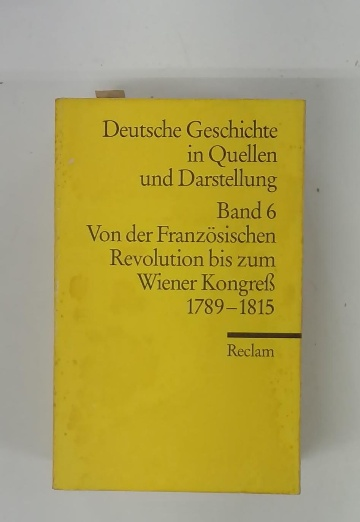 Deutsche Geschichte
in Quellen
und Darstellung
Band 6
Von der Französischen
Revolution bis zum
Wiener Kongreß
1789–1815
Reclam